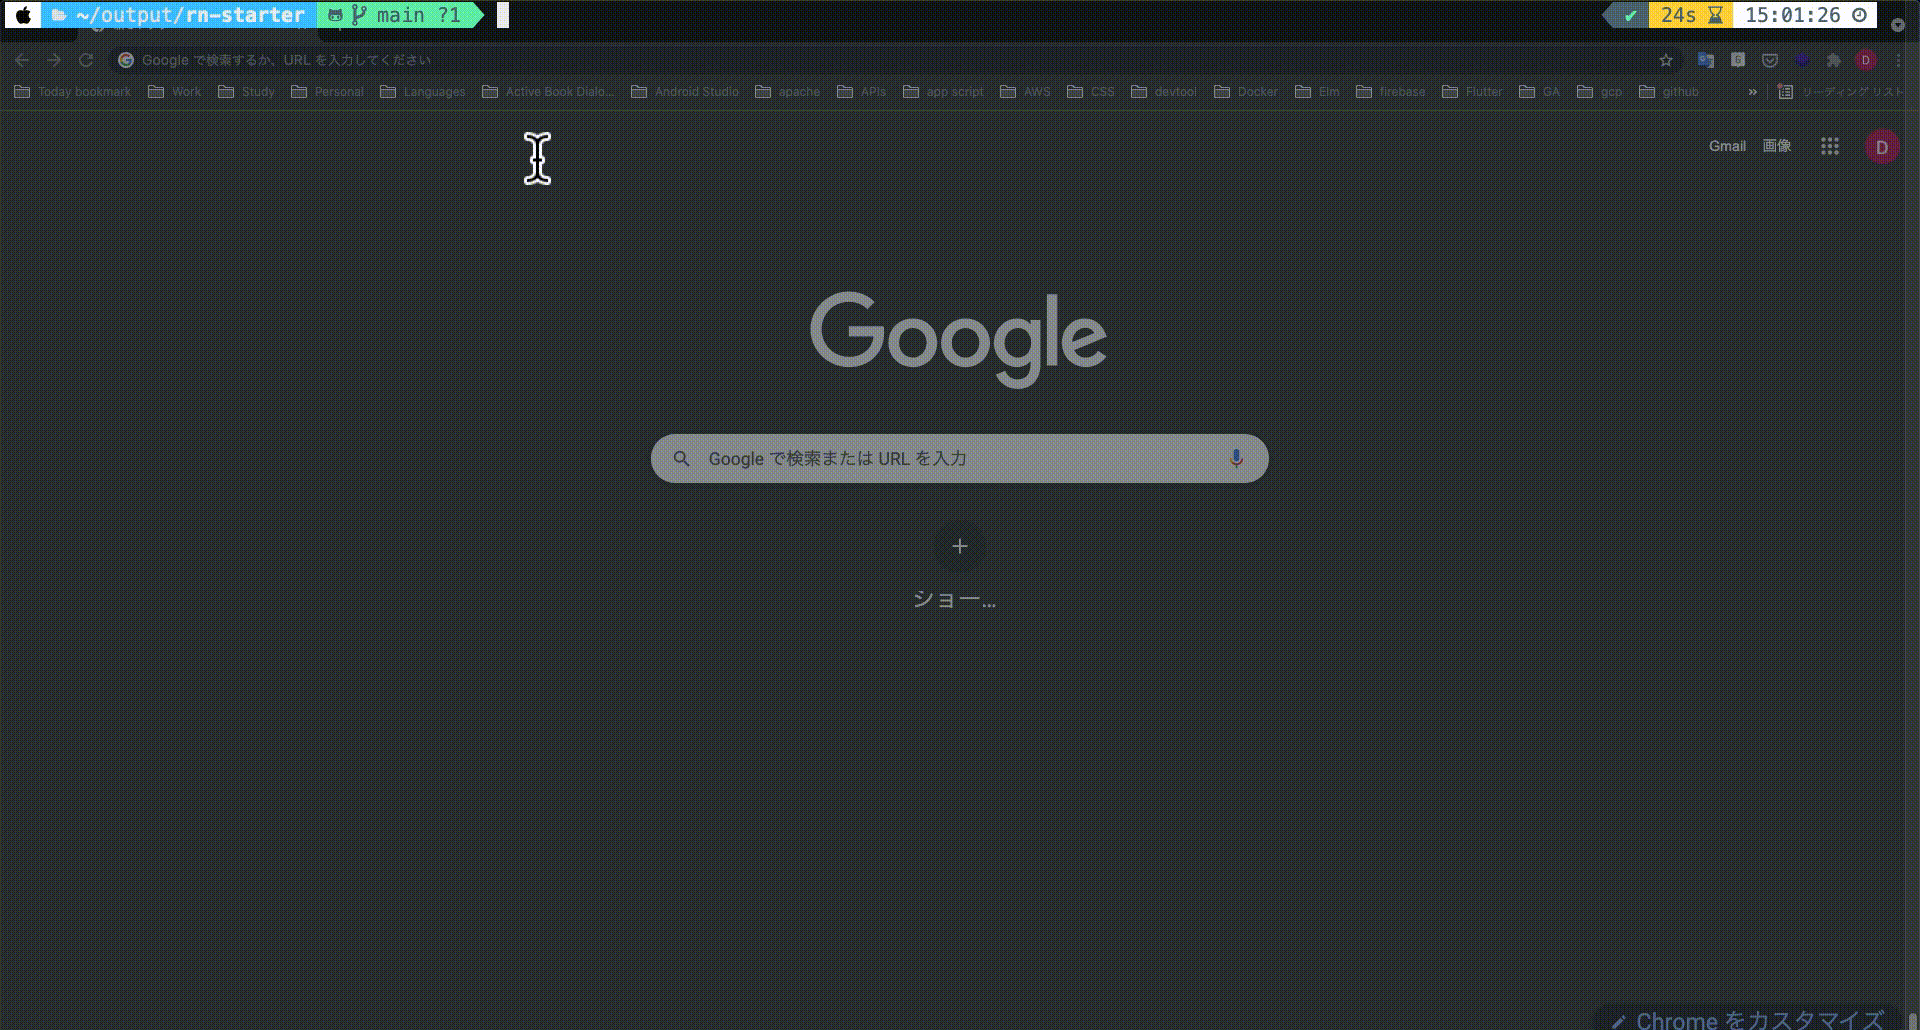 ~/output/rn-starter main ?1
✔ 24s 15:01:26
Google で検索するか、URL を入力してください
Today bookmark Work Study Personal Languages Active Book Dialo... Android Studio apache APIs app script AWS CSS devtool Docker Elm firebase Flutter GA gcp github » リーディング リスト
Gmail 画像 D
Google
Google で検索または URL を入力
ショー...
Chrome をカスタマイズ